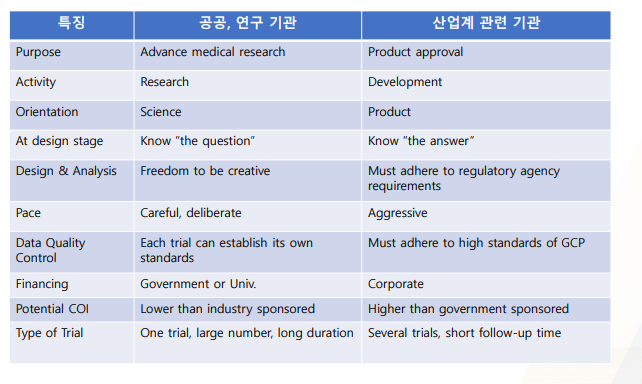 특징 공공, 연구 기관 산업계 관련 기관
Purpose Advance medical research Product approval
Activity Research Development
Orientation Science Product
At design stage Know “the question” Know “the answer”
Design & Analysis Freedom to be creative Must adhere to regulatory agency
requirements
Pace Careful, deliberate Aggressive
Data Quality Each trial can establish its own Must adhere to high standards of GCP
Control standards
Financing Government or Univ. Corporate
Potential COI Lower than industry sponsored Higher than government sponsored
Type of Trial One trial, large number, long duration Several trials, short follow-up time